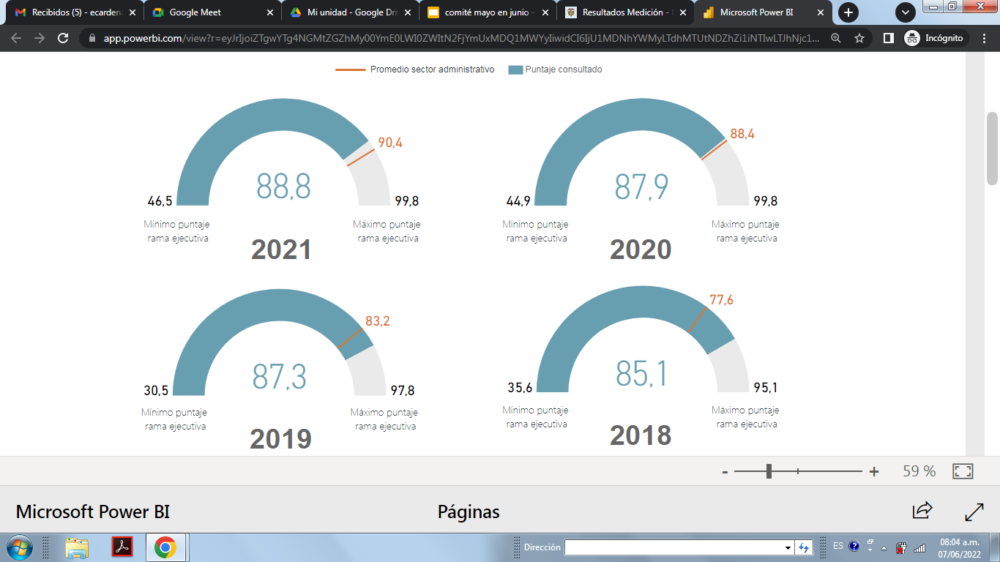 Recibidos (5) - ecarden
Google Meet
Mi unidad - Google Dri
comité mayo en junio -
Resultados Medición -
Microsoft Power BI
app.powerbi.com/view?r=eyJrIjoiZTgwYTg4NGMtZGZhMy00YmE0LWI0ZWItN2FjYmUxMDQ1MWYyIiwidCI6IjU1MDNhYWMyLTdhMTUtNDZhZi1iNTIwLTJhNjc1...
Incógnito
Promedio sector administrativo
Puntaje consultado
90,4
88,8
46,5
99,8
Mínimo puntaje
rama ejecutiva
Máximo puntaje
rama ejecutiva
2021
88,4
87,9
44,9
99,8
Mínimo puntaje
rama ejecutiva
Máximo puntaje
rama ejecutiva
2020
83,2
87,3
30,5
97,8
Mínimo puntaje
rama ejecutiva
Máximo puntaje
rama ejecutiva
2019
77,6
85,1
35,6
95,1
Mínimo puntaje
rama ejecutiva
Máximo puntaje
rama ejecutiva
2018
- + 59 %
Microsoft Power BI
Páginas
Dirección
ES
08:04 a.m.
07/06/2022